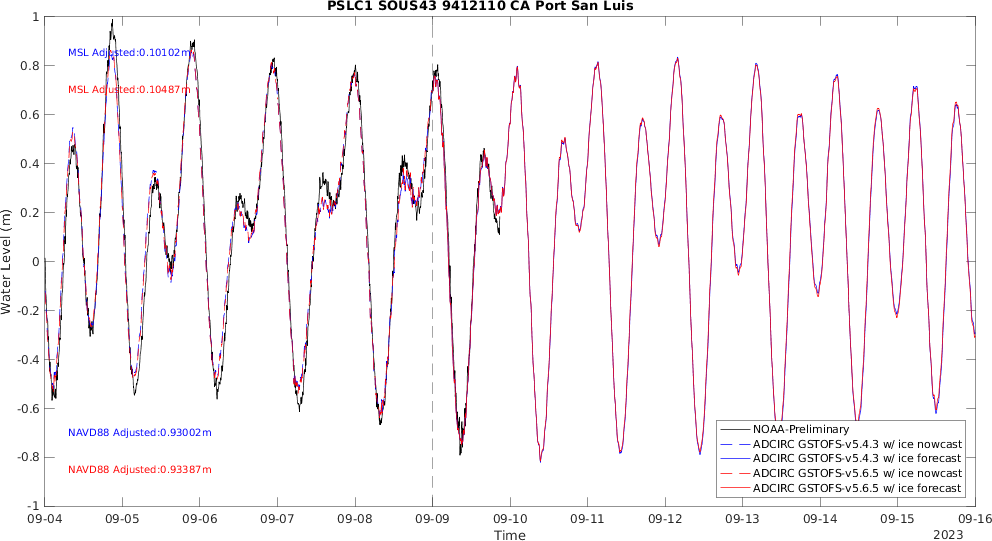 PSLC1 SOUS43 9412110 CA Port San Luis
1
0.8
0.6
0.4
0.2
0
-0.2
-0.4
-0.6
-0.8
-1
Water Level (m)
MSL Adjusted:0.10102m
MSL Adjusted:0.10487m
NAVD88 Adjusted:0.93002m
NAVD88 Adjusted:0.93387m
NOAA-Preliminary
ADCIRC GSTOFS-v5.4.3 w/ ice nowcast
ADCIRC GSTOFS-v5.4.3 w/ ice forecast
ADCIRC GSTOFS-v5.6.5 w/ ice nowcast
ADCIRC GSTOFS-v5.6.5 w/ ice forecast
09-04 09-05 09-06 09-07 09-08 09-09 09-10 09-11 09-12 09-13 09-14 09-15 09-16
Time
2023